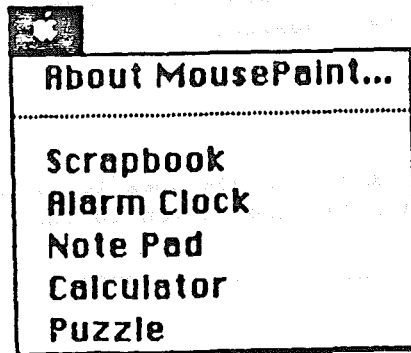 About MousePaint...
Scrapbook
Alarm Clock
Note Pad
Calculator
Puzzle